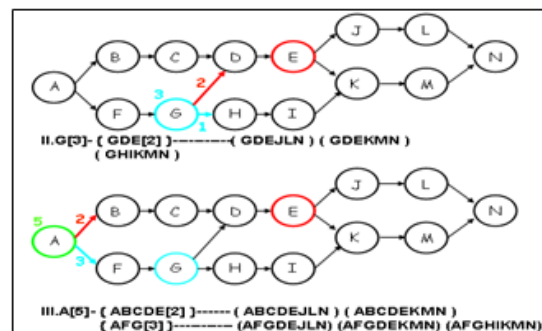 J L
B C D E
2
A N
3
K M
F G H I
1
II.G[3]- [ GDE[2] ]----------- ( GDEJLN) ( GDEKMN)
( GHIKMN)
J L
5 B C D E
2
A N
3
K M
F G H I
III.A[5]- [ ABCDE[2] ]------ ( ABCDEJLN) ( ABCDEKMN)
[ AFG[3] ]----------- (AFGDEJLN) (AFGDEKMN) (AFGHIKMN)